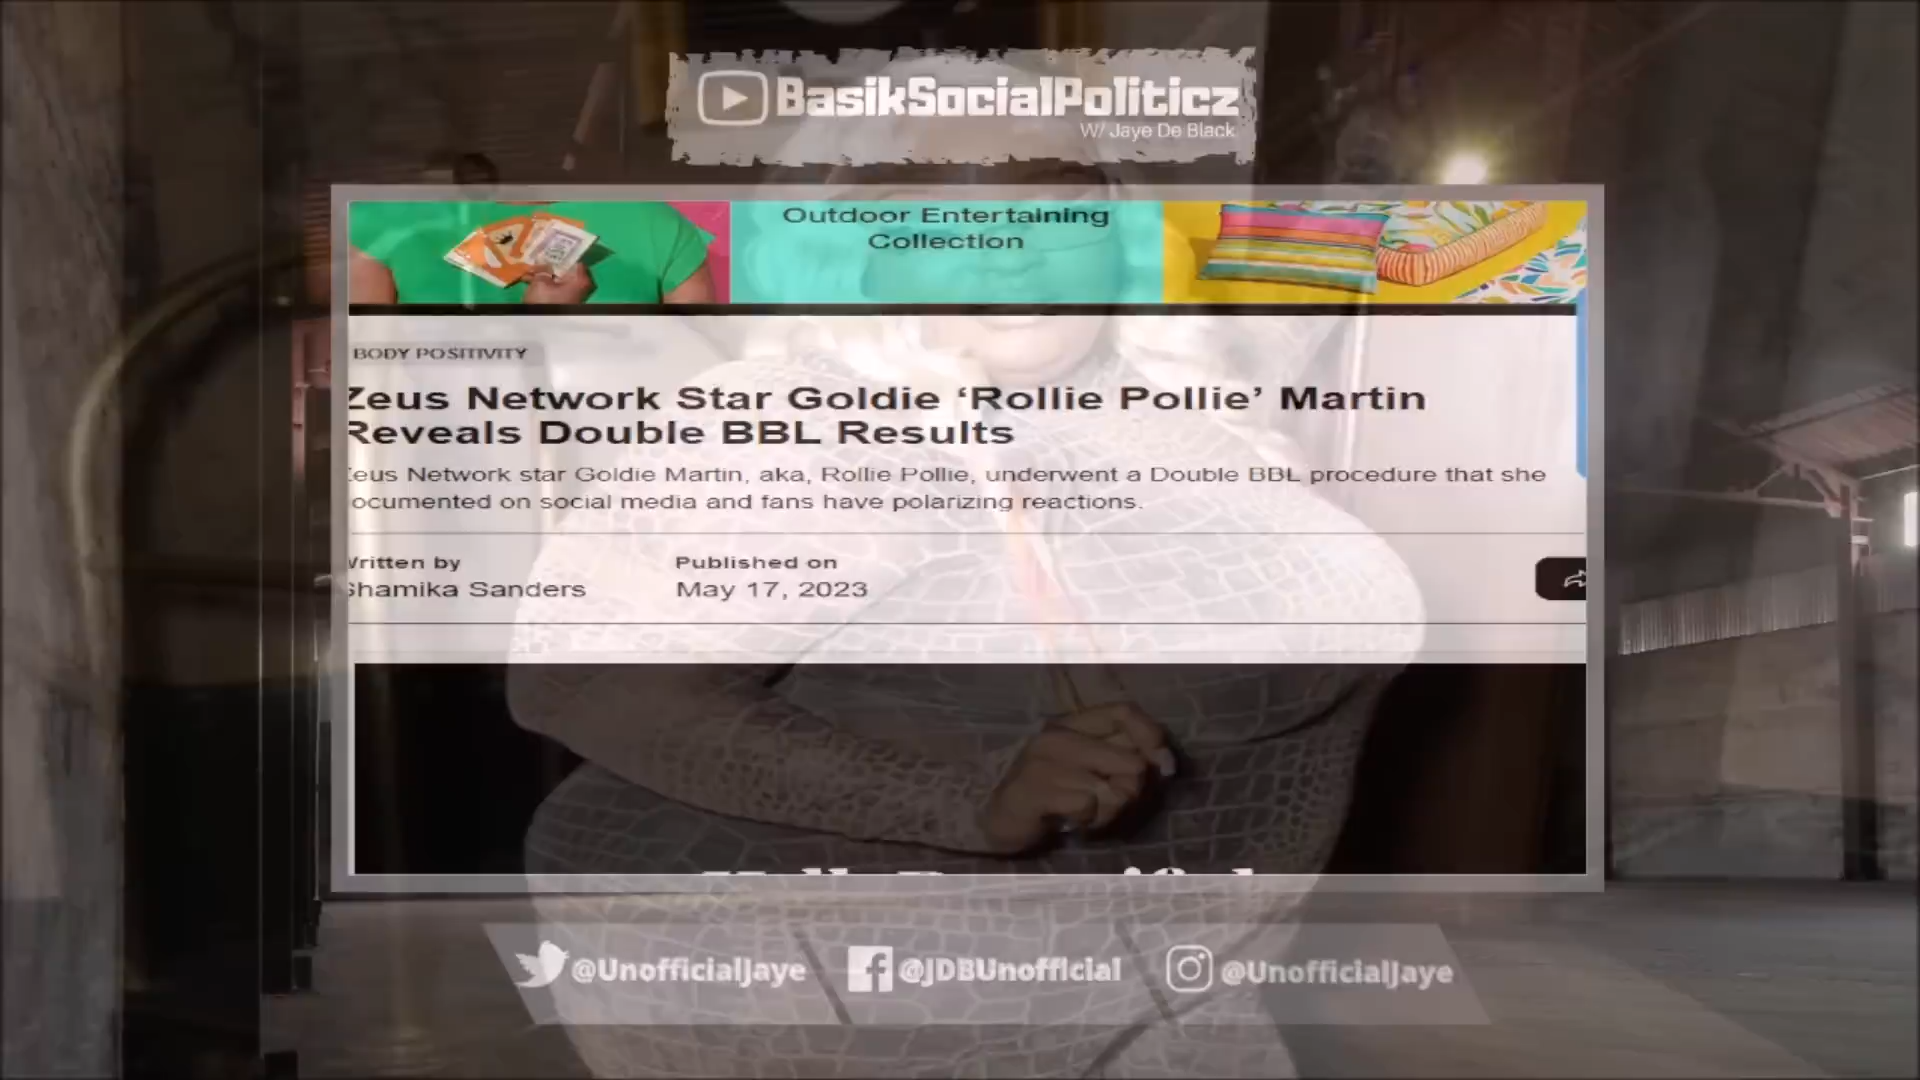 BasikSocialPoliticz
W/ Jaye De Black
Outdoor Entertaining
Collection
BODY POSITIVITY
Zeus Network Star Goldie ‘Rollie Pollie’ Martin
Reveals Double BBL Results
eus Network star Goldie Martin, aka, Rollie Pollie, underwent a Double BBL procedure that she
ocumented on social media and fans have polarizing reactions.
Written by
Shamika Sanders
Published on
May 17, 2023
@UnofficialJaye
@JDBUnofficial
@UnofficialJaye